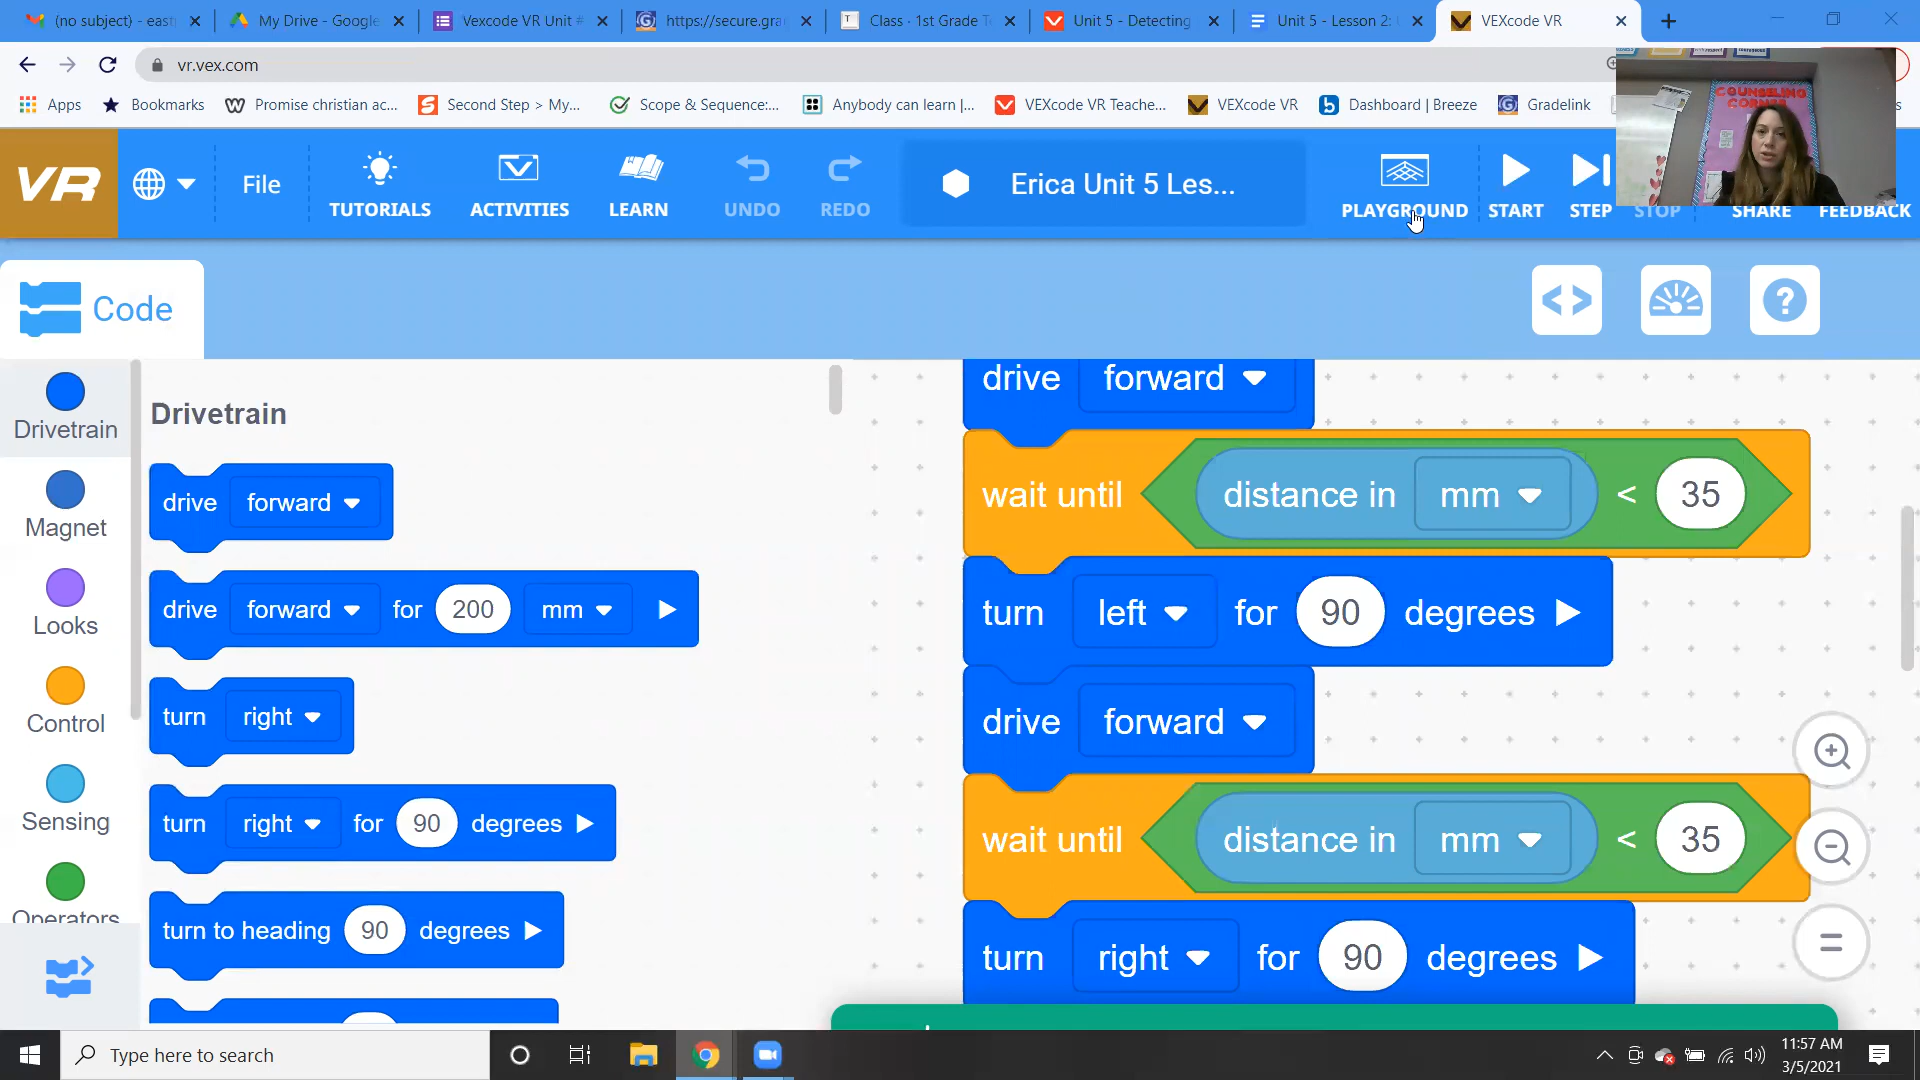 (no subject) - east
My Drive - Google
Vexcode VR Unit #
https://secure.gra
Class · 1st Grade T
Unit 5 - Detecting
Unit 5 - Lesson 2:
VEXcode VR
vr.vex.com
Apps
Bookmarks
Promise christian ac...
Second Step > My...
Scope & Sequence:...
Anybody can learn |...
VEXcode VR Teache...
VEXcode VR
Dashboard | Breeze
Gradelink
COUNSELING
CORNER
VR
File
TUTORIALS
ACTIVITIES
LEARN
UNDO
REDO
Erica Unit 5 Les...
PLAYGROUND
START
STEP
STOP
SHARE
FEEDBACK
Code
Drivetrain
Magnet
Looks
Control
Sensing
Operators
Drivetrain
drive forward
drive forward for 200 mm
turn right
turn right for 90 degrees
turn to heading 90 degrees
drive forward
wait until distance in mm < 35
turn left for 90 degrees
drive forward
wait until distance in mm < 35
turn right for 90 degrees
Type here to search
11:57 AM
3/5/2021